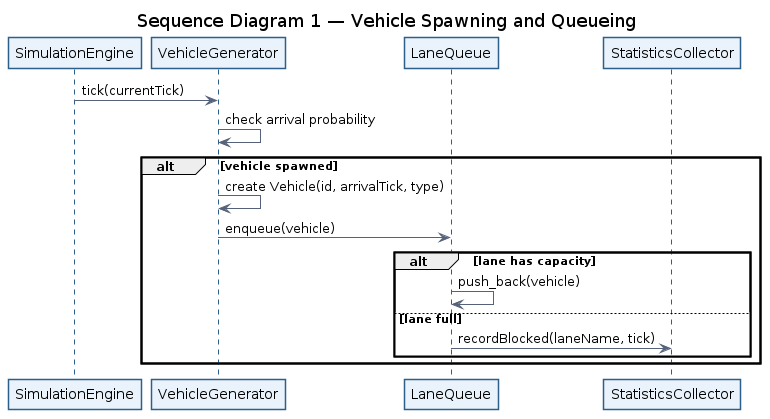 Sequence Diagram 1 — Vehicle Spawning and Queueing
SimulationEngine VehicleGenerator LaneQueue StatisticsCollector
tick(currentTick)
check arrival probability
alt [vehicle spawned]
create Vehicle(id, arrivalTick, type)
enqueue(vehicle)
alt [lane has capacity]
push_back(vehicle)
[lane full]
recordBlocked(laneName, tick)
SimulationEngine VehicleGenerator LaneQueue StatisticsCollector